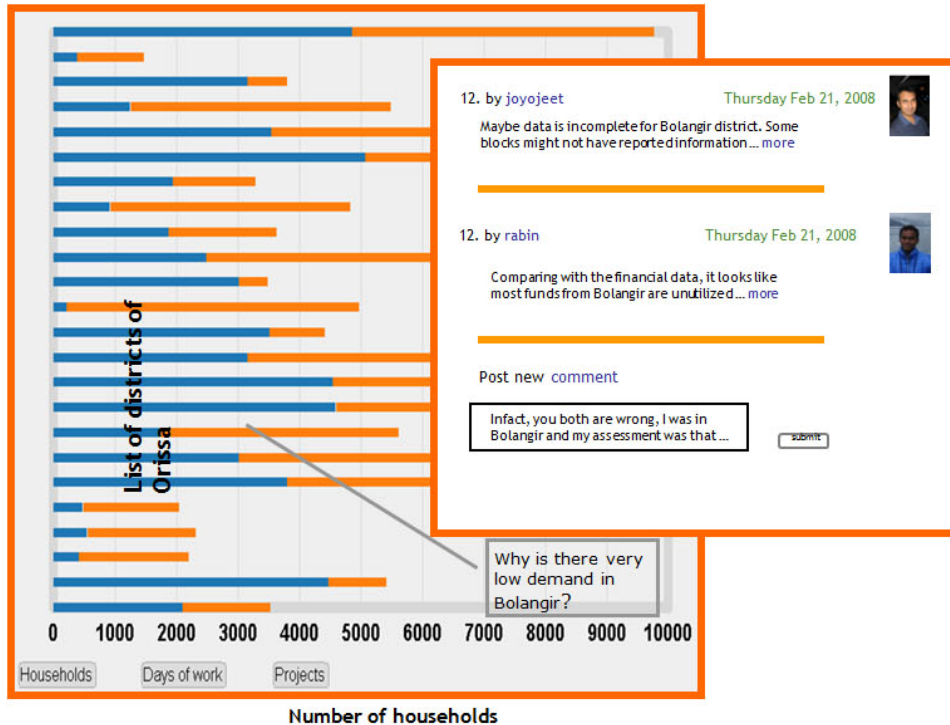 12. by joyojeet
Thursday Feb 21, 2008
Maybe data is incomplete for Bolangir district. Some
blocks might not have reported information ... more
12. by rabin
Thursday Feb 21, 2008
Comparing with the financial data, it looks like
most funds from Bolangir are unutilized ... more
Post new comment
Infact, you both are wrong, I was in
Bolangir and my assessment was that ...
submit
List of districts of
Orissa
Why is there very
low demand in
Bolangir?
0 1000 2000 3000 4000 5000 6000 7000 8000 9000 10000
Households
Days of work
Projects
Number of households